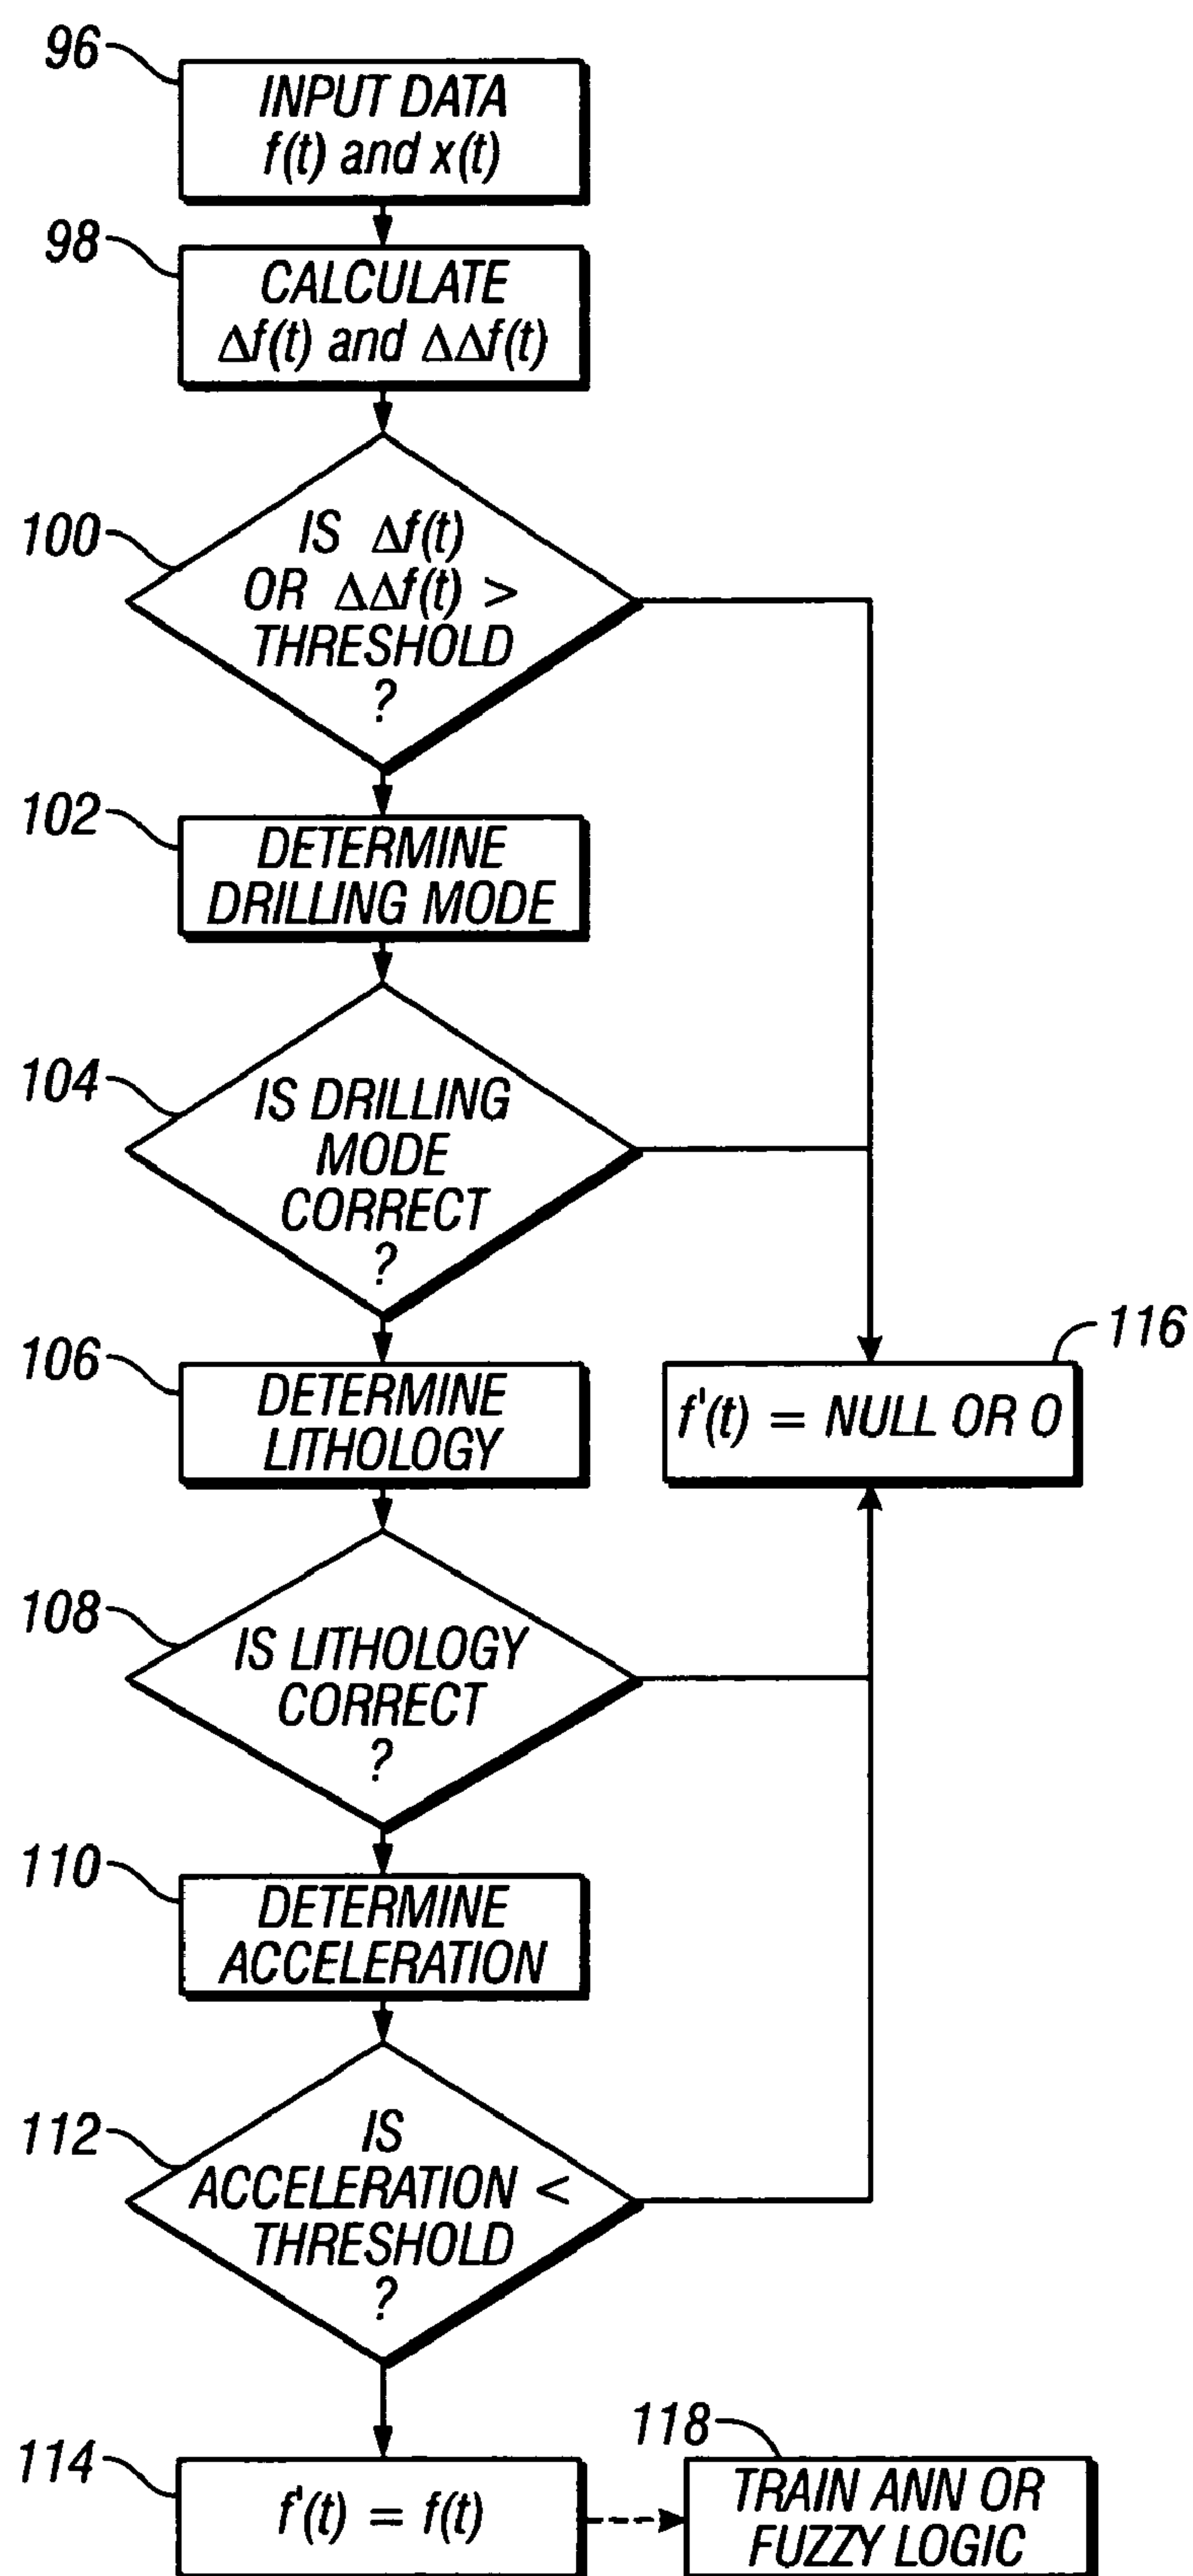 96
INPUT DATA
f(t) and x(t)
98
CALCULATE
Δf(t) and ΔΔf(t)
100
IS Δf(t)
OR ΔΔf(t) >
THRESHOLD
?
102
DETERMINE
DRILLING MODE
104
IS DRILLING
MODE
CORRECT
?
106
DETERMINE
LITHOLOGY
116
f'(t) = NULL OR O
108
IS LITHOLOGY
CORRECT
?
110
DETERMINE
ACCELERATION
112
IS
ACCELERATION <
THRESHOLD
?
114
f'(t) = f(t)
118
TRAIN ANN OR
FUZZY LOGIC